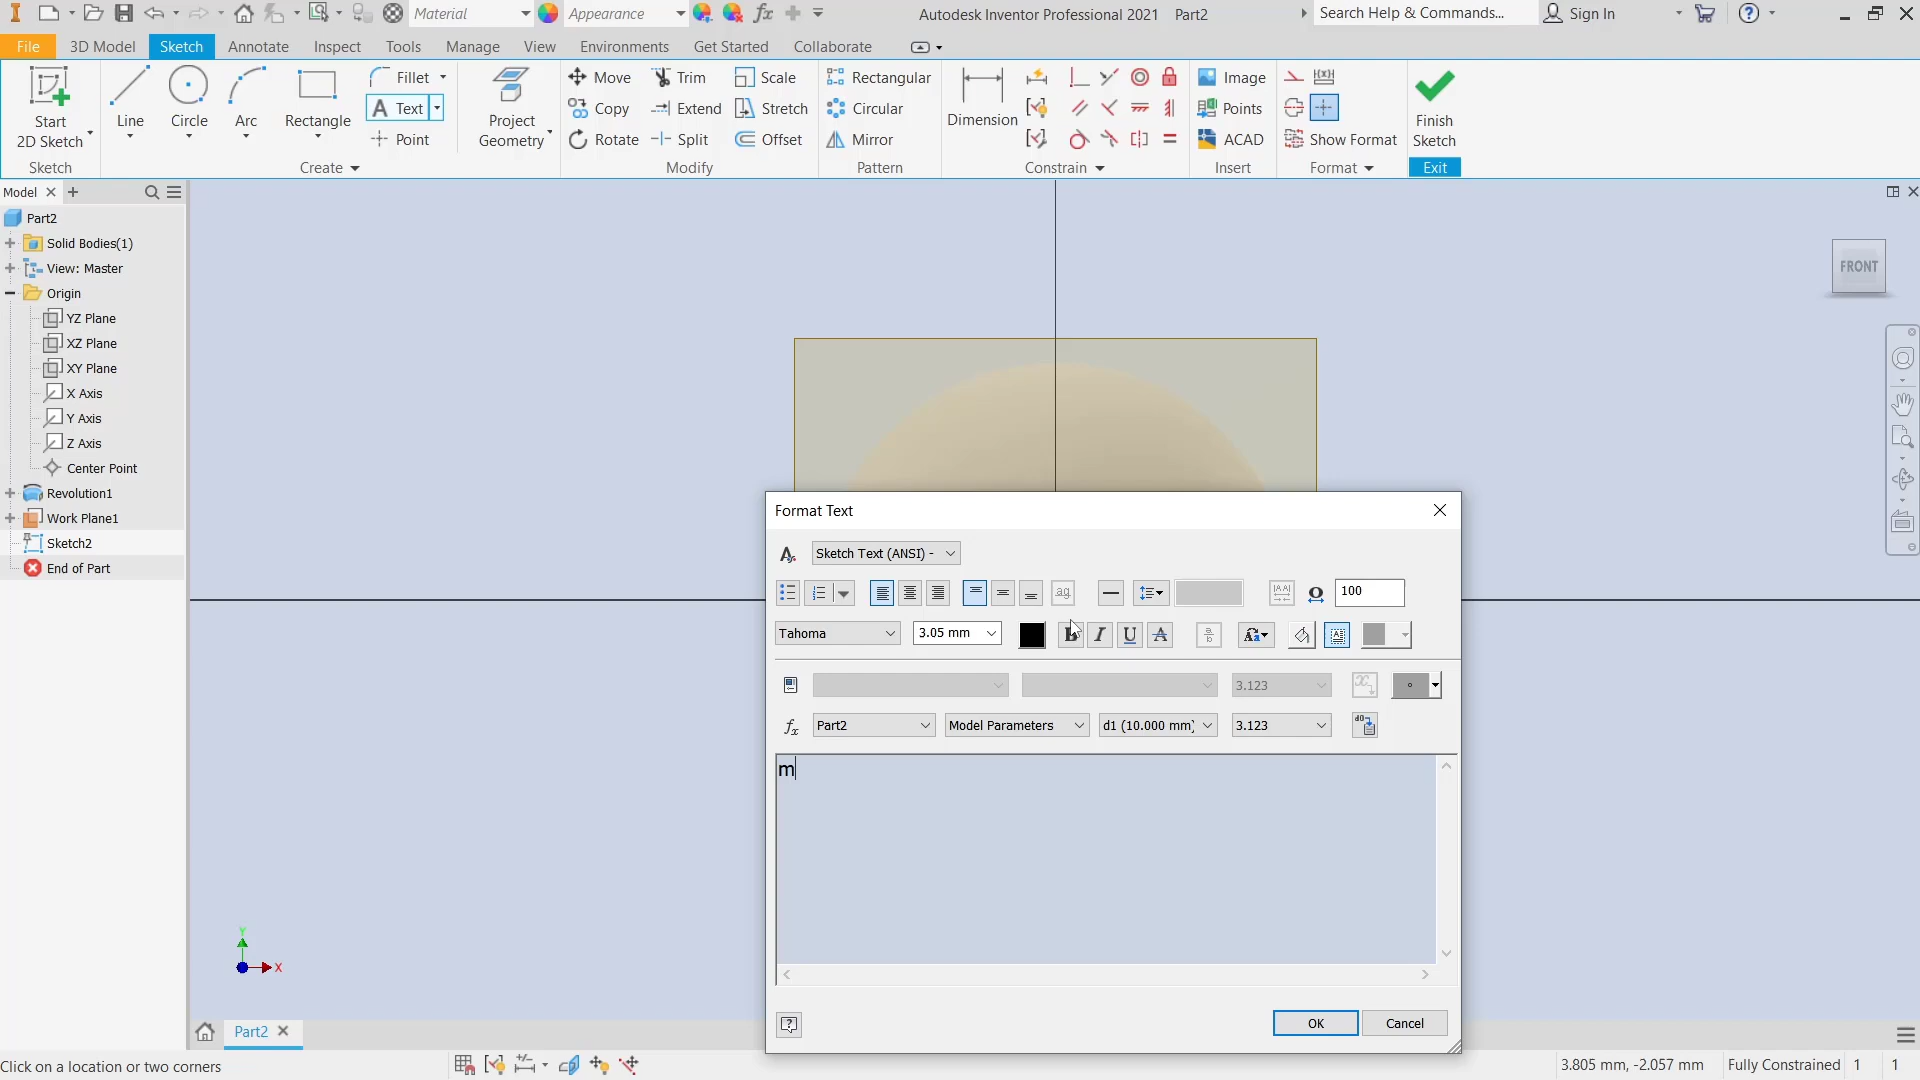 Material
Appearance
fx
Autodesk Inventor Professional 2021 Part2
Search Help & Commands...
Sign In
File
3D Model
Sketch
Annotate
Inspect
Tools
Manage
View
Environments
Get Started
Collaborate
Start
2D Sketch
Line
Circle
Arc
Rectangle
Fillet
A Text
Point
Project
Geometry
Move
Copy
Rotate
Trim
Extend
Split
Scale
Stretch
Offset
Rectangular
Circular
Mirror
Dimension
Image
Points
ACAD
Show Format
Finish
Sketch
Sketch
Create
Modify
Pattern
Constrain
Insert
Format
Exit
Model
Part2
Solid Bodies(1)
View: Master
Origin
YZ Plane
XZ Plane
XY Plane
X Axis
Y Axis
Z Axis
Center Point
Revolution1
Work Plane1
Sketch2
End of Part
FRONT
Format Text
Sketch Text (ANSI) -
100
Tahoma
3.05 mm
B I U A
3.123
fx
Part2
Model Parameters
d1 (10.000 mm)
3.123
m
OK
Cancel
Y
X
Part2
Click on a location or two corners
3.805 mm, -2.057 mm
Fully Constrained
1
1